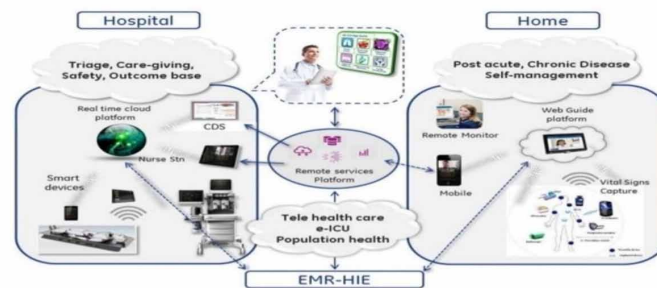 Hospital
Home
Triage, Care-giving,
Safety, Outcome base
Post acute, Chronic Disease
Self-management
Real time cloud
platform
CDS
Nurse Stn
Smart
devices
Remote services
Platform
Tele health care
e-ICU
Population health
Remote Monitor
Mobile
Web Guide
platform
Vital Signs
Capture
EMR-HIE